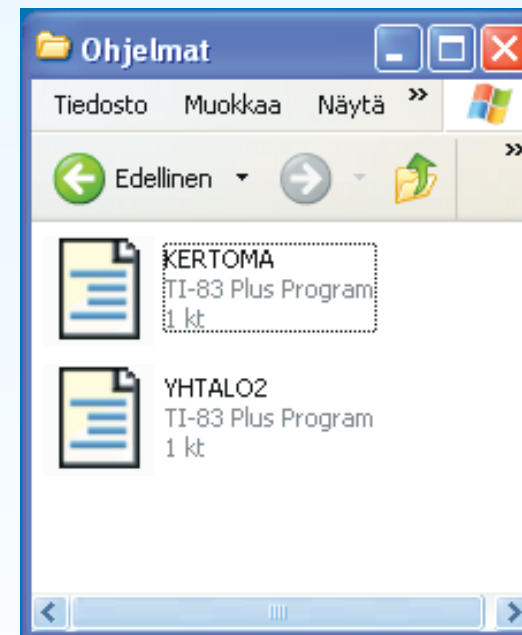 Ohjelmat
Tiedosto Muokkaa Näytä »
Edellinen »
KERTOMA
TI-83 Plus Program
1 kt
YHTALO2
TI-83 Plus Program
1 kt